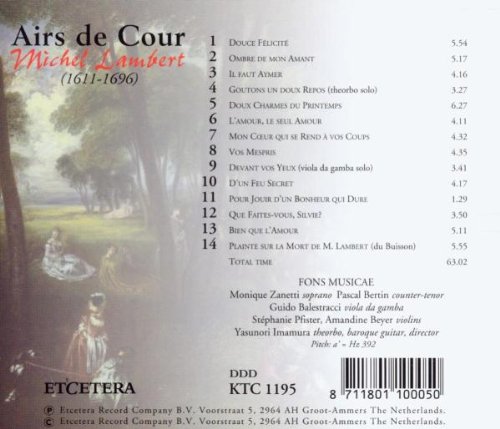 Airs de Cour
Michel Lambert
(1611-1696)
1 Douce Félicité 5.54
2 Ombre de mon Amant 5.17
3 Il faut Aymer 4.16
4 Goutons un doux Repos (theorbo solo) 3.27
5 Doux Charmes du Printemps 6.27
6 L'amour, le seul Amour 4.11
7 Mon Cœur qui se Rend à vos Coups 4.32
8 Vos Mespris 4.35
9 Devant vos Yeux (viola da gamba solo) 3.41
10 D'un Feu Secret 4.17
11 Pour Jouir d'un Bonheur qui Dure 1.29
12 Que Faites-vous, Silvie? 3.50
13 Bien que l'Amour 5.11
14 Plainte sur la Mort de M. Lambert (du Buisson) 5.55
Total time 63.02
FONS MUSICAE
Monique Zanetti soprano Pascal Bertin counter-tenor
Guido Balestracci viola da gamba
Stéphanie Pfister, Amandine Beyer violins
Yasunori Imamura theorbo, baroque guitar, director
Pitch: a' = Hz 392
ET'CETERA
DDD
KTC 1195
8 711801 100050
℗ Etcetera Record Company B.V. Voorstraat 5, 2964 AH Groot-Ammers The Netherlands.
© Etcetera Record Company B.V. Voorstraat 5, 2964 AH Groot-Ammers The Netherlands.